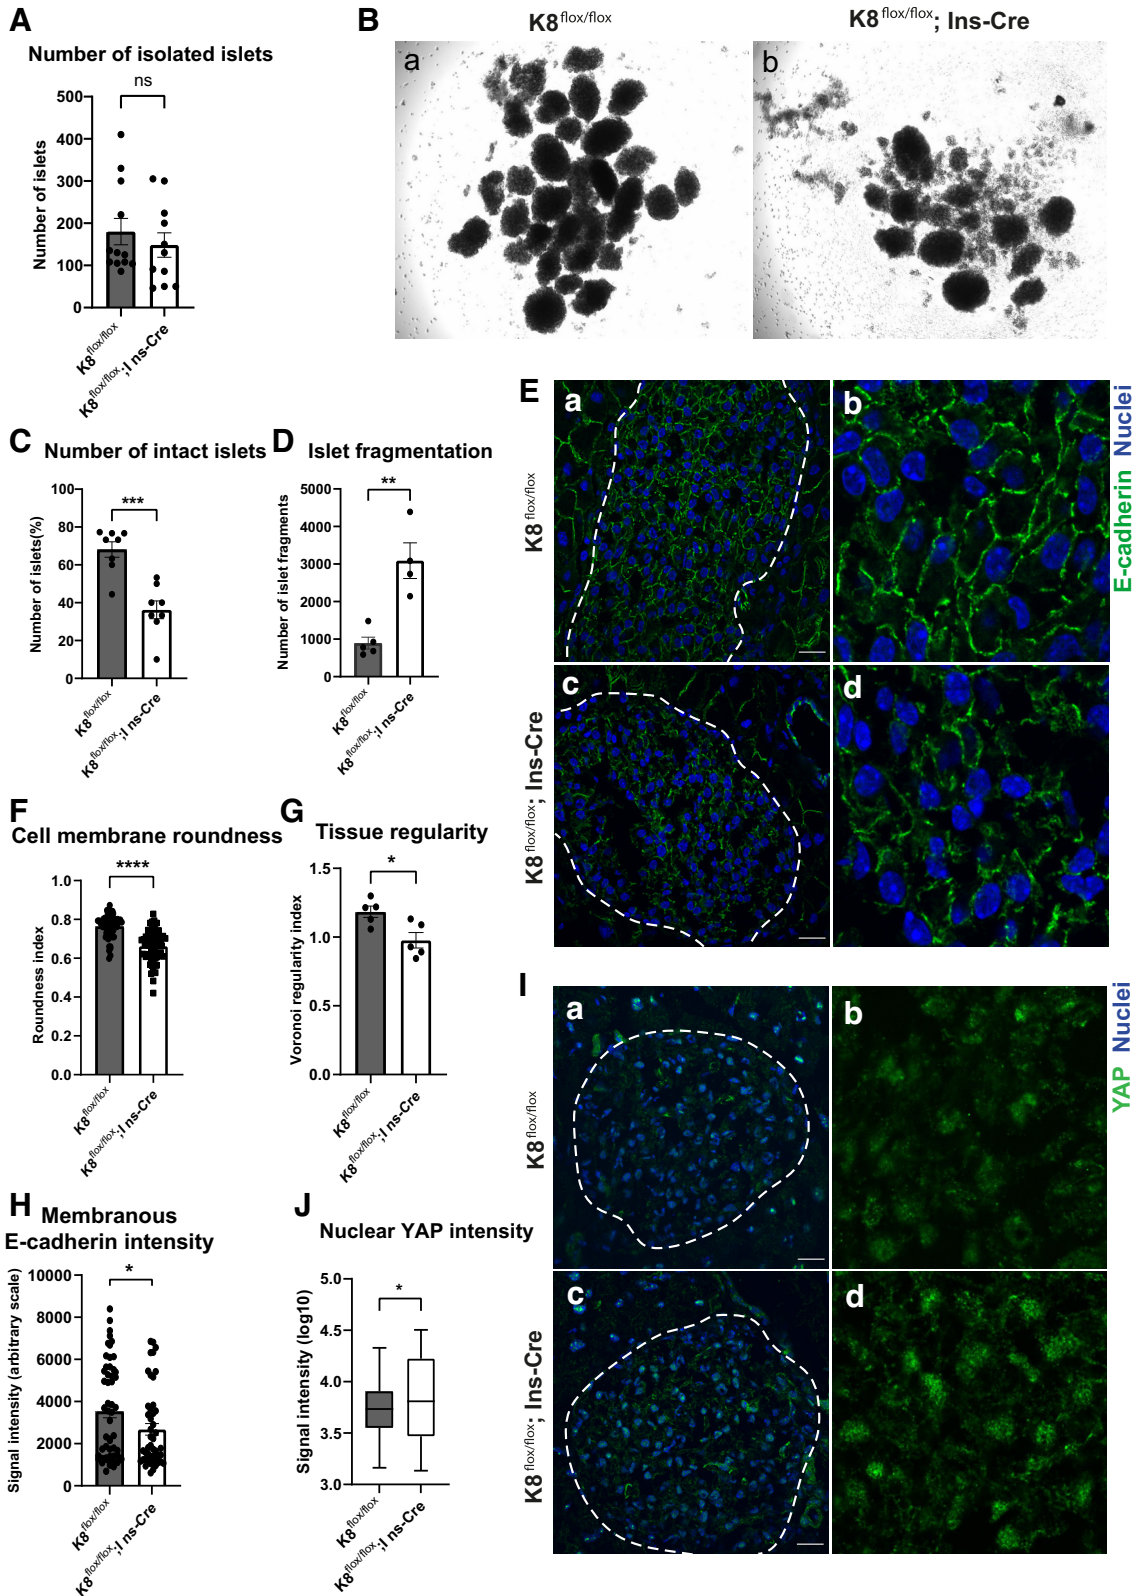 A
Number of isolated islets
ns
500
400
300
200
100
0
Number of islets
K8flox/flox
K8flox/flox;I ns-Cre
B
K8flox/flox
K8flox/flox; Ins-Cre
a
b
C
Number of intact islets
***
100
80
60
40
20
0
Number of islets(%)
K8flox/flox
K8flox/flox;I ns-Cre
D
Islet fragmentation
**
5000
4000
3000
2000
1000
0
Number of islet fragments
K8flox/flox
K8flox/flox;I ns-Cre
E
a
b
c
d
K8flox/flox
K8flox/flox; Ins-Cre
E-cadherin Nuclei
F
Cell membrane roundness
****
1.0
0.8
0.6
0.4
0.2
0.0
Roundness index
K8flox/flox
K8flox/flox;I ns-Cre
G
Tissue regularity
*
1.5
1.0
0.5
0.0
Voronoi regularity index
K8flox/flox
K8flox/flox;I ns-Cre
H
Membranous
E-cadherin intensity
*
10000
8000
6000
4000
2000
0
Signal intensity (arbitrary scale)
K8flox/flox
K8flox/flox;I ns-Cre
I
a
b
c
d
K8flox/flox
K8flox/flox; Ins-Cre
YAP Nuclei
J
Nuclear YAP intensity
*
5.0
4.5
4.0
3.5
3.0
Signal intensity (log10)
K8flox/flox
K8flox/flox;I ns-Cre